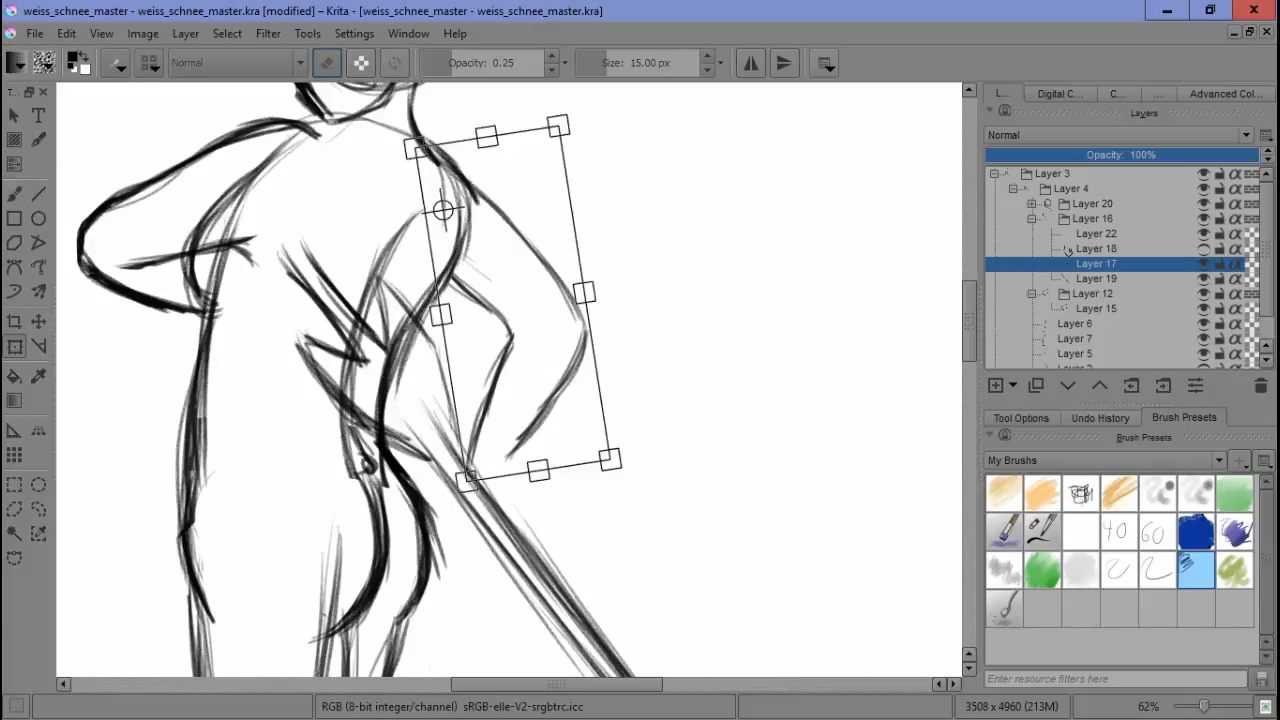 weiss_schnee_master - weiss_schnee_master.kra [modified] – Krita - [weiss_schnee_master - weiss_schnee_master.kra]
File Edit View Image Layer Select Filter Tools Settings Window Help
Normal Opacity: 0.25 Size: 15.00 px
T... L... Digital C... C... ... Advanced Col...
Layers
Normal
Opacity: 100%
Layer 3
Layer 4
Layer 20
Layer 16
Layer 22
Layer 18
Layer 17
Layer 19
Layer 12
Layer 15
Layer 6
Layer 7
Layer 5
Tool Options Undo History Brush Presets
Brush Presets
My Brushes
40 60
Enter resource filters here
RGB (8-bit integer/channel) sRGB-elle-V2-srgbtrc.icc 3508 x 4960 (213M) 62%